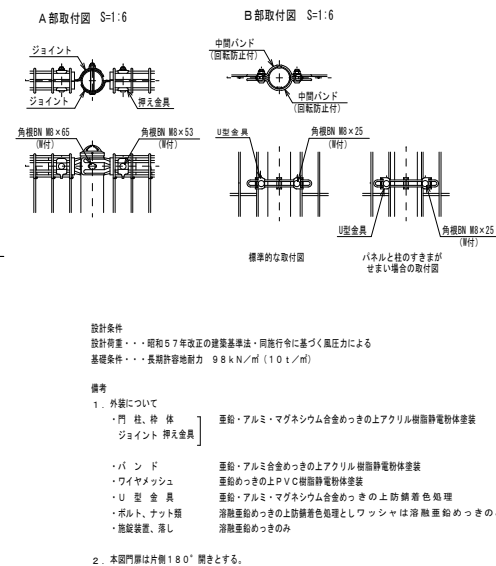 A部取付図 S=1:6
B部取付図 S=1:6
ジョイント
ジョイント
押え金具
角根BN M8×65
(W付)
角根BN M8×53
(W付)
中間バンド
(回転防止付)
中間バンド
(回転防止付)
U型金具
角根BN M8×25
(W付)
U型金具
角根BN M8×25
(W付)
標準的な取付図
パネルと柱のすきまが
せまい場合の取付図
設計条件
設計荷重・・・昭和57年改正の建築基準法・同施行令に基づく風圧力による
基礎条件・・・長期許容地耐力 98kN/㎡(10t/㎡)
備考
1.外装について
・門 柱、枠 体 亜鉛・アルミ・マグネシウム合金めっきの上アクリル樹脂静電粉体塗装
ジョイント 押え金具
・バ ン ド 亜鉛・アルミ合金めっきの上アクリル樹脂静電粉体塗装
・ワイヤメッシュ 亜鉛めっきの上PVC樹脂静電粉体塗装
・U 型 金 具 亜鉛・アルミ・マグネシウム合金めっきの上防錆着色処理
・ボルト、ナット類 溶融亜鉛めっきの上防錆着色処理としワッシャは溶融亜鉛めっきの
・施錠装置、落し 溶融亜鉛めっきのみ
2.本図門扉は片側180°開きとする。